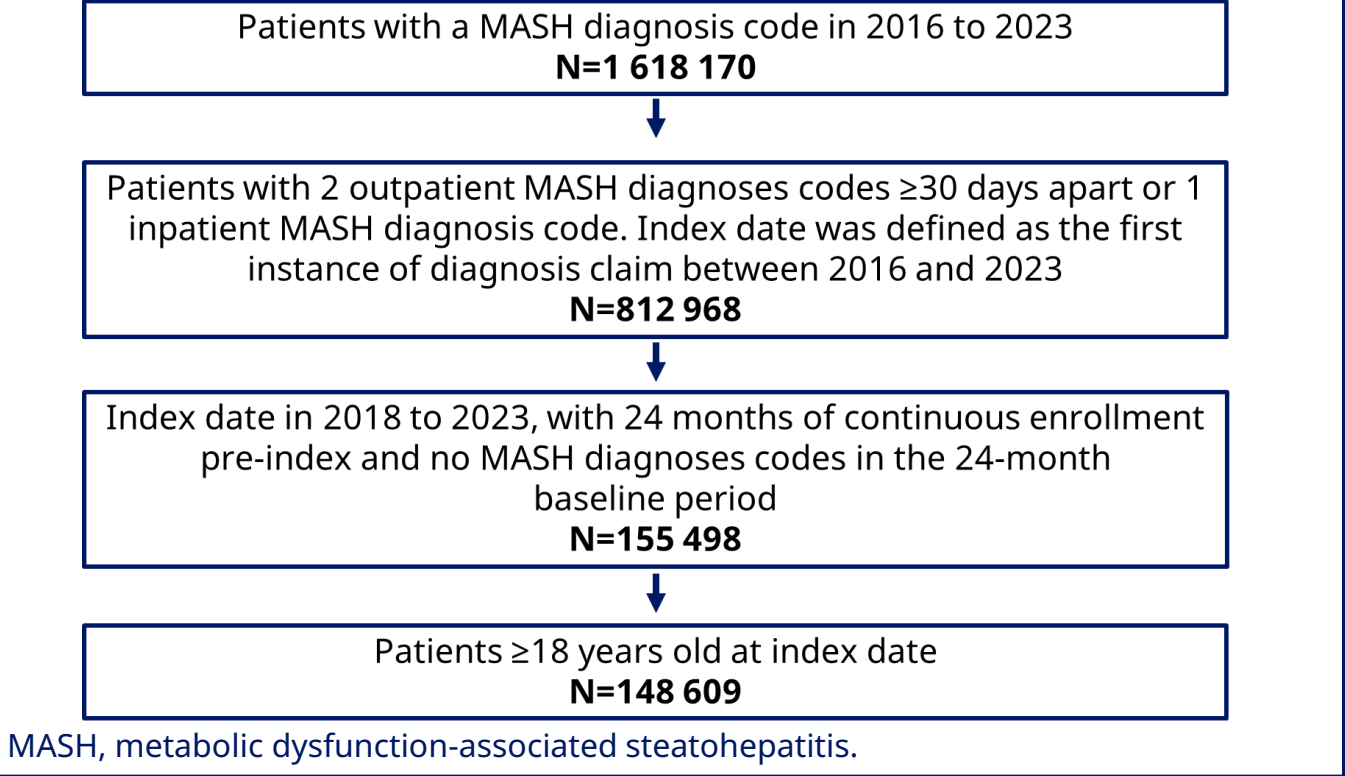 Patients with a MASH diagnosis code in 2016 to 2023
N=1 618 170
Patients with 2 outpatient MASH diagnoses codes ≥30 days apart or 1
inpatient MASH diagnosis code. Index date was defined as the first
instance of diagnosis claim between 2016 and 2023
N=812 968
Index date in 2018 to 2023, with 24 months of continuous enrollment
pre-index and no MASH diagnoses codes in the 24-month
baseline period
N=155 498
Patients ≥18 years old at index date
N=148 609
MASH, metabolic dysfunction-associated steatohepatitis.